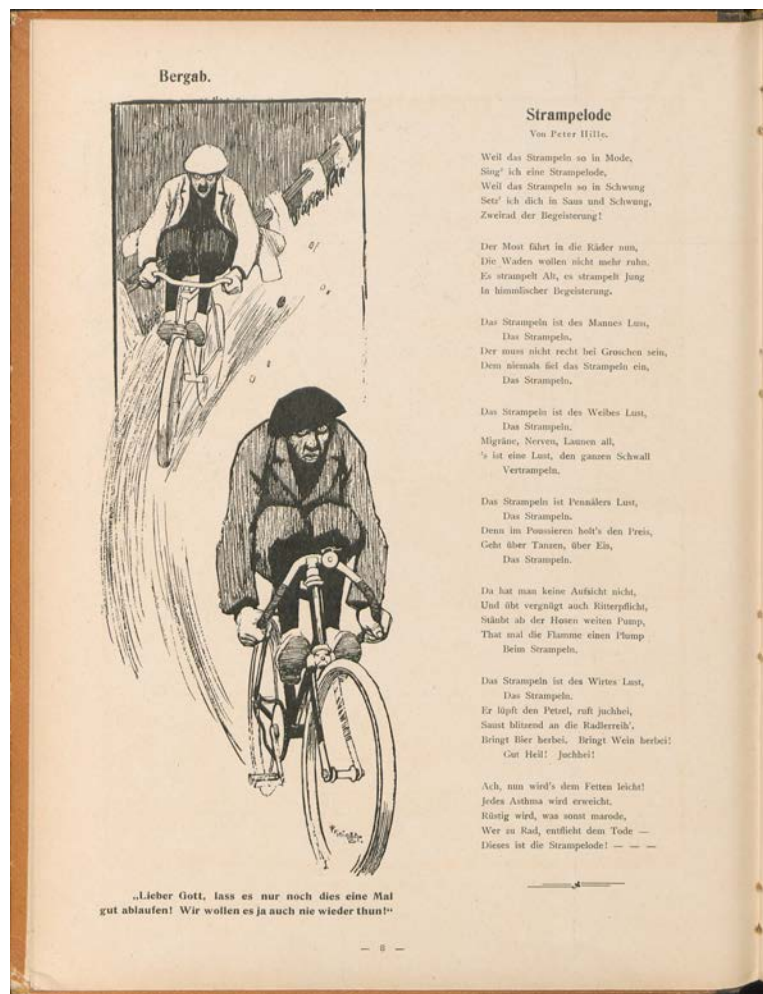 Bergab.
„Lieber Gott, lass es nur noch dies eine Mal
gut ablaufen! Wir wollen es ja auch nie wieder thun!“
Strampelode
Von Peter Hille.
Weil das Strampeln so in Mode,
Sing' ich eine Strampelode,
Weil das Strampeln so in Schwung
Setz' ich dich in Saus und Schwung,
Zweirad der Begeisterung!
Der Most fährt in die Räder nun,
Die Waden wollen nicht mehr ruhn.
Es strampelt Alt, es strampelt Jung
In himmlischer Begeisterung.
Das Strampeln ist des Mannes Lust,
Das Strampeln.
Der muss nicht recht bei Groschen sein,
Dem niemals fiel das Strampeln ein,
Das Strampeln.
Das Strampeln ist des Weibes Lust,
Das Strampeln.
Migräne, Nerven, Launen all,
's ist eine Lust, den ganzen Schwall
Vertrampeln.
Das Strampeln ist Pennälers Lust,
Das Strampeln.
Denn im Poussieren holt's den Preis,
Geht über Tanzen, über Eis,
Das Strampeln.
Da hat man keine Aufsicht nicht,
Und übt vergnügt auch Ritterpflicht,
Stäubt ab der Hosen weiten Pump,
That mal die Flamme einen Plump
Beim Strampeln.
Das Strampeln ist des Wirtes Lust,
Das Strampeln.
Er lüpft den Petrel, ruft juchhei,
Saust blitzend an die Radlerreih'.
Bringt Bier herbei. Bringt Wein herbei!
Gut Heil! Juchhei!
Ach, nun wird's dem Fetten leicht!
Jedes Asthma wird erweicht.
Rüstig wird, was sonst marode,
Wer zu Rad, entflieht dem Tode —
Dieses ist die Strampelode! — — —
— 8 —